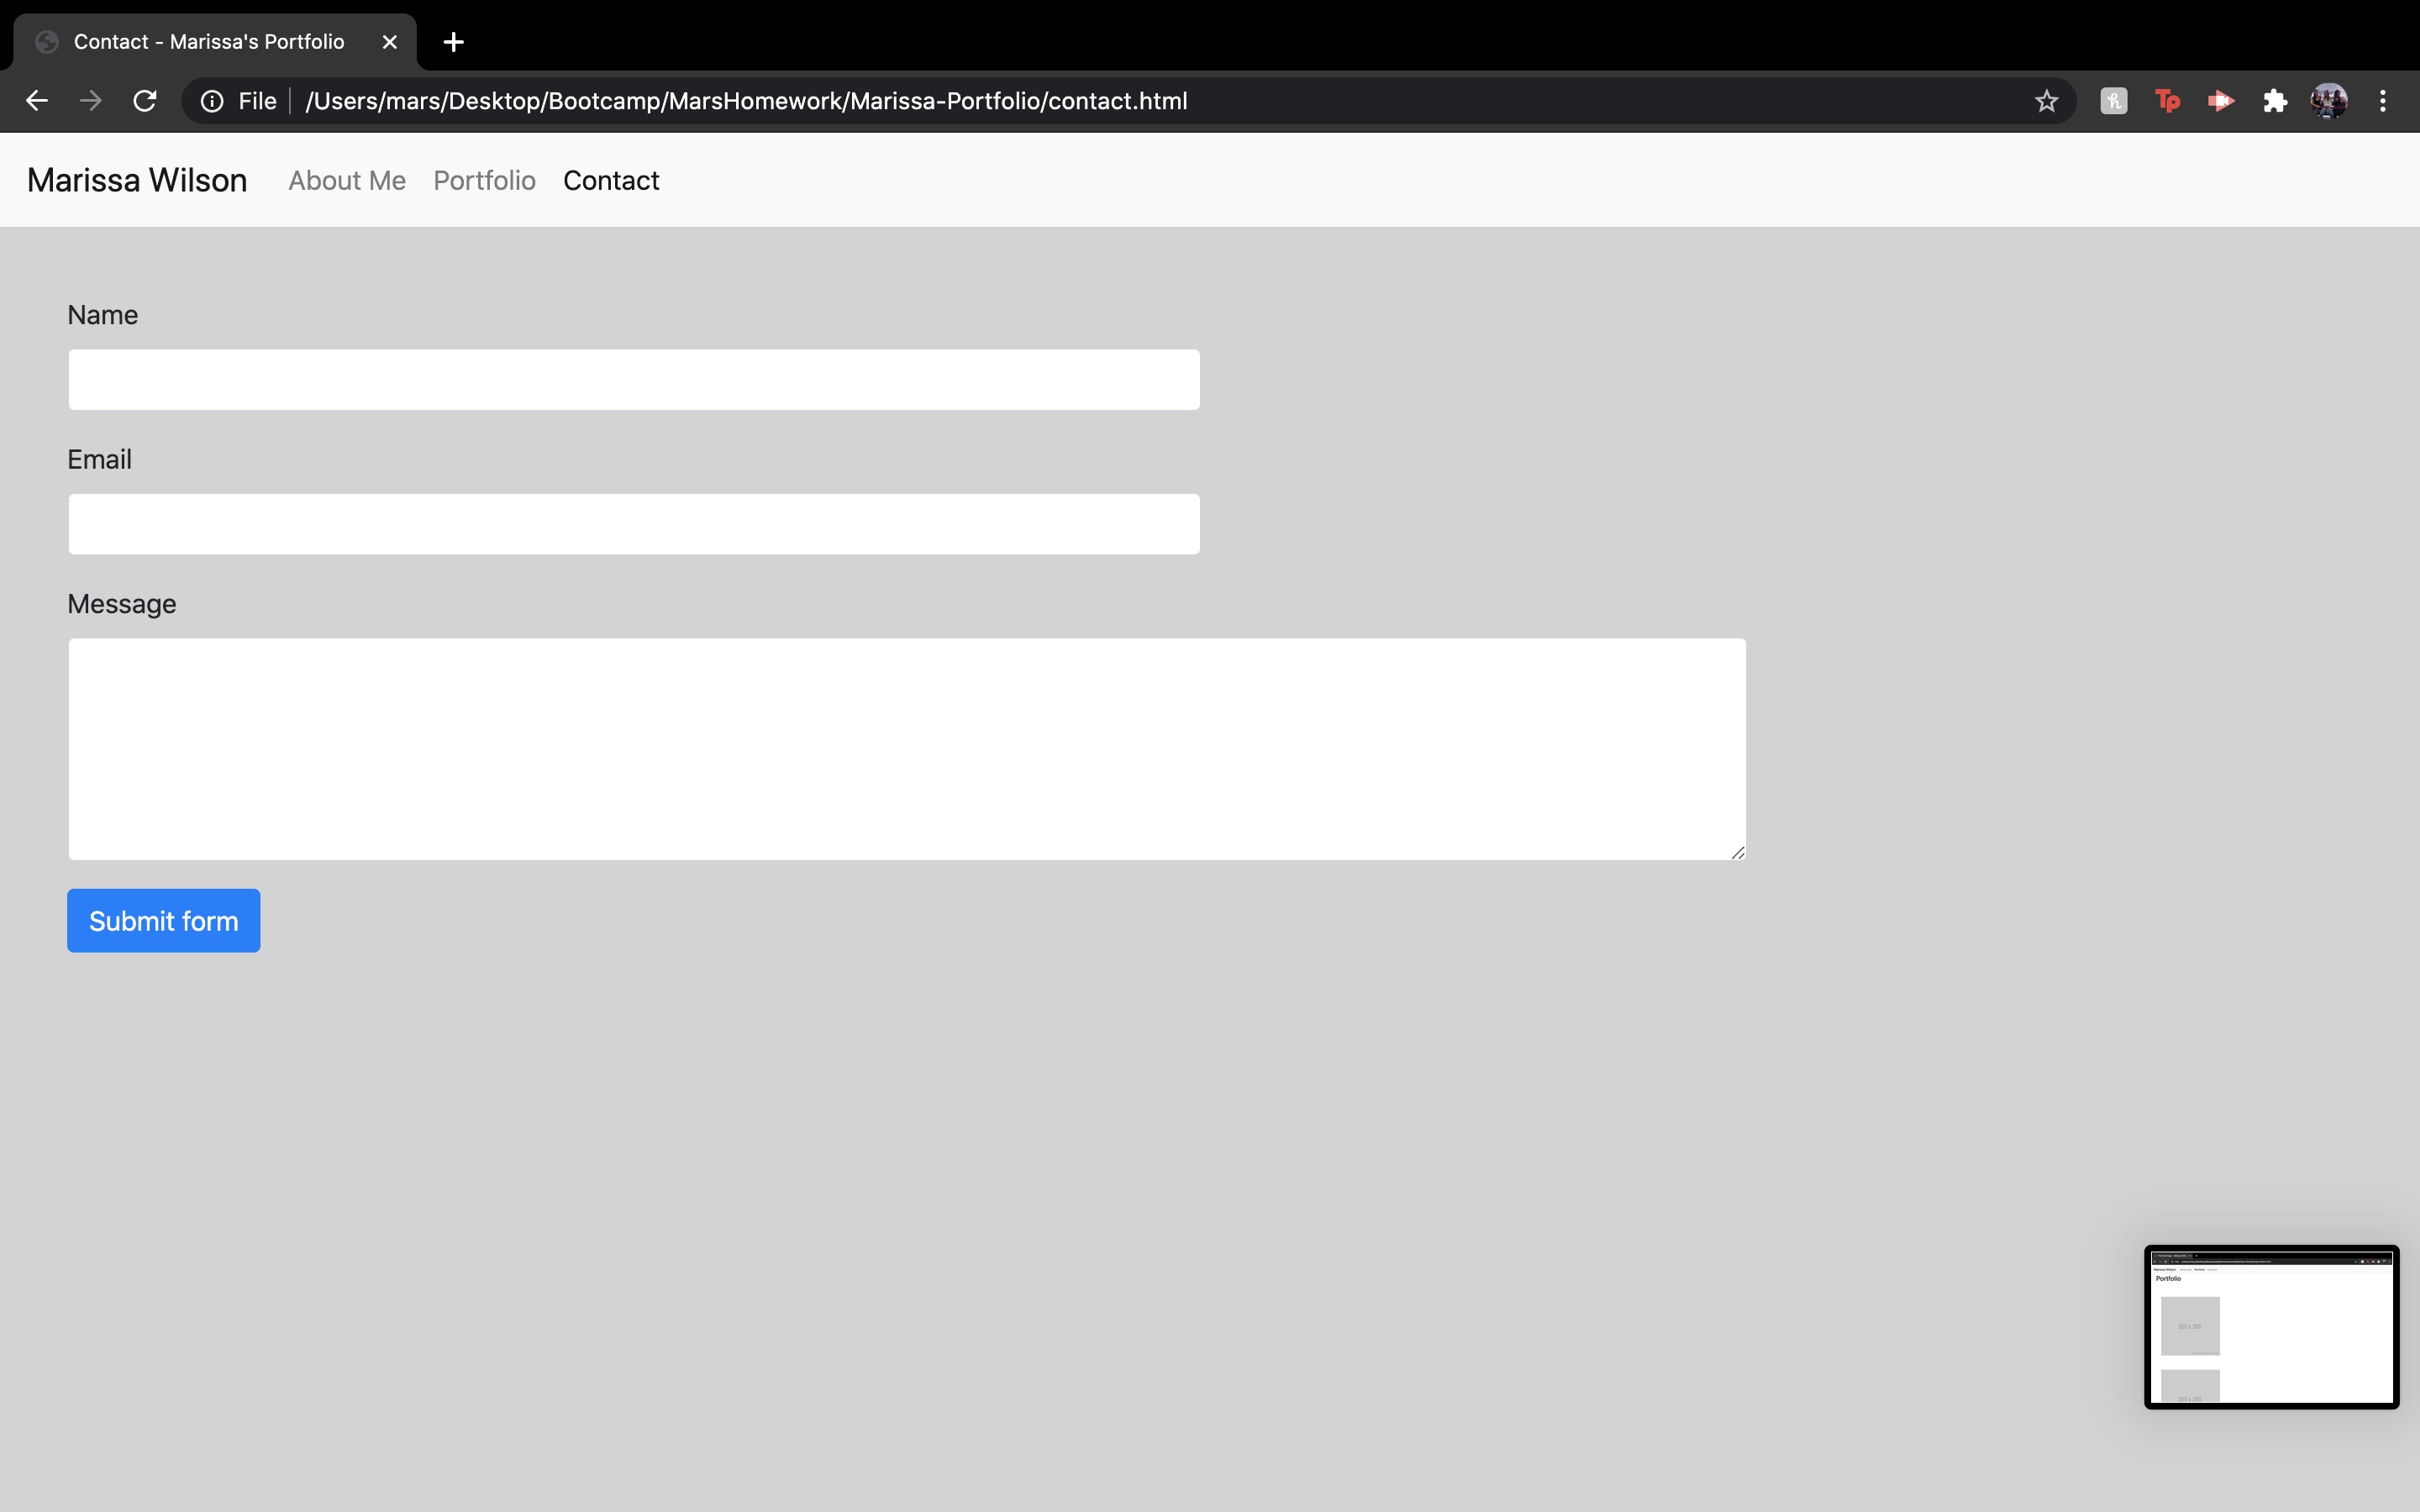 Contact - Marissa's Portfolio
File /Users/mars/Desktop/Bootcamp/MarsHomework/Marissa-Portfolio/contact.html
Tp
Marissa Wilson About Me Portfolio Contact
Name
Email
Message
Submit form
Portfolio